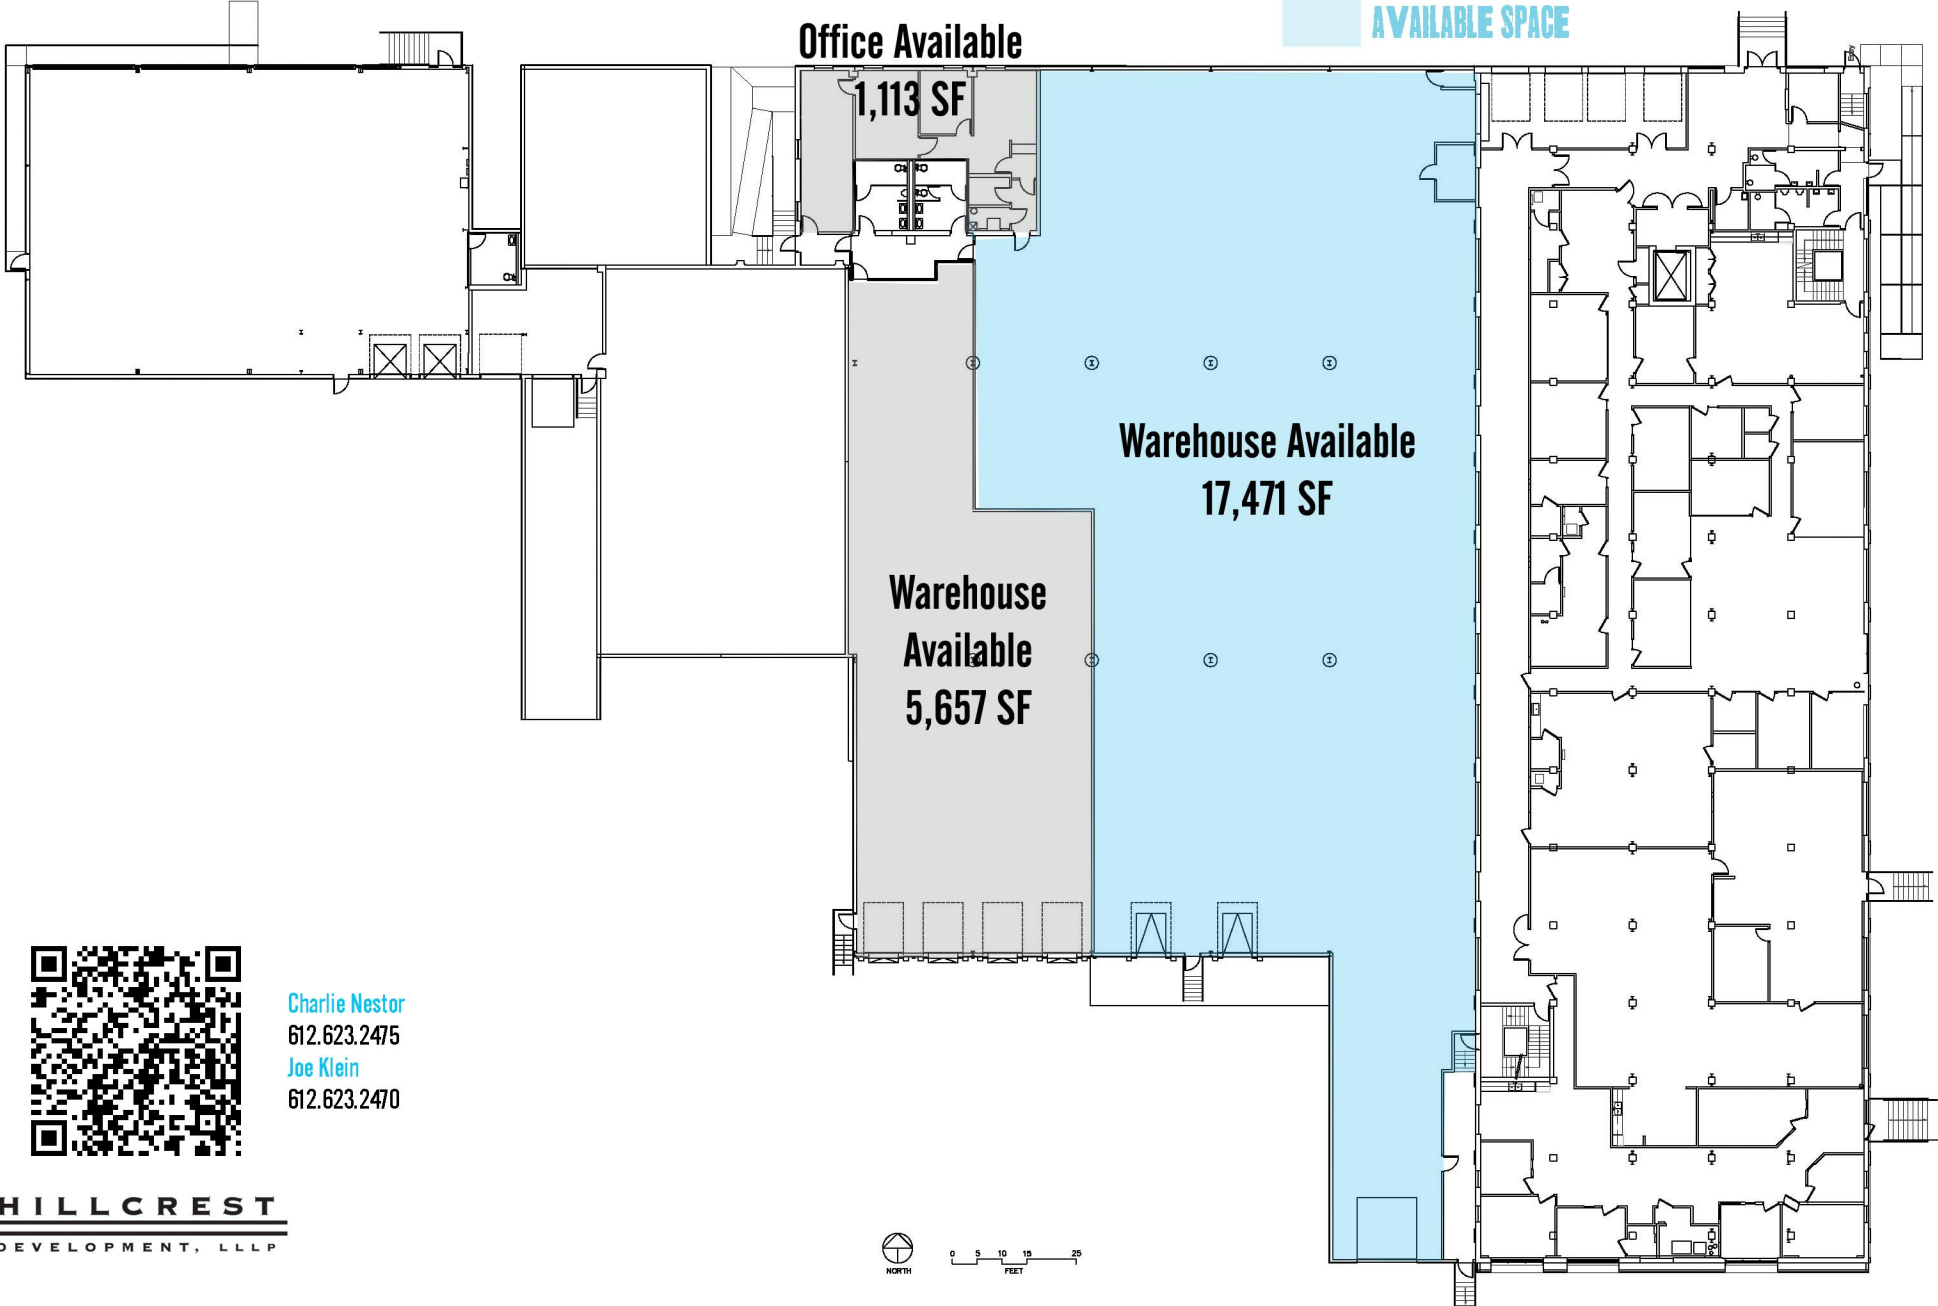 AVAILABLE SPACE
Office Available
1,113 SF
Entry
Warehouse Available
17,471 SF
Warehouse
Available
5,657 SF
Charlie Nestor
612.623.2475
Joe Klein
612.623.2470
HILLCREST
DEVELOPMENT, LLLP
NORTH
0 5 10 15 25
FEET